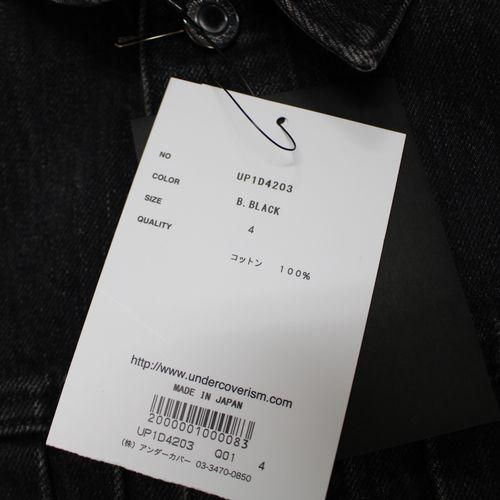 NO UP1D4203
COLOR B.BLACK
SIZE 4
QUALITY コットン 100%
http://www.undercoverism.com
MADE IN JAPAN
2000001000083
UP1D4203 Q01 4
(株) アンダーカバー 03-3470-0850